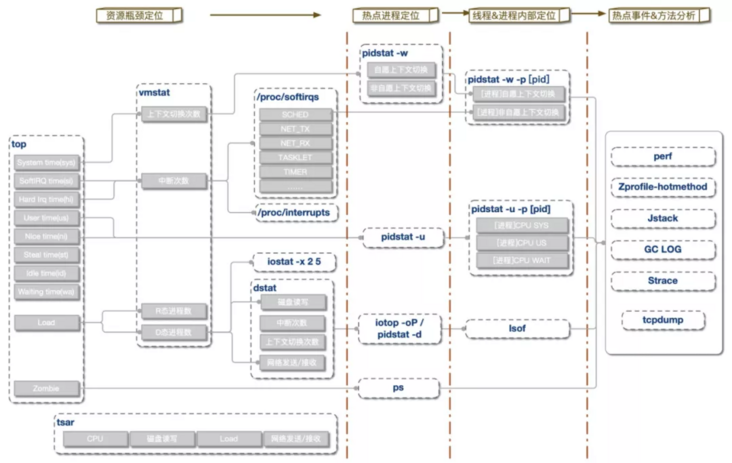 资源瓶颈定位
热点进程定位
线程&进程内部定位
热点事件&方法分析
top
System time(sys)
SoftIRQ time(si)
Hard Irq time(hi)
User time(us)
Nice time(ni)
Steal time(st)
Idle time(id)
Waiting time(wa)
Load
Zombie
vmstat
上下文切换次数
中断次数
R态进程数
D态进程数
/proc/softirqs
SCHED
NET_TX
NET_RX
TASKLET
TIMER
......
/proc/interrupts
iostat -x 2 5
dstat
磁盘读写
中断次数
上下文切换次数
网络发送/接收
tsar
CPU
磁盘读写
Load
网络发送/接收
pidstat -w
自愿上下文切换
非自愿上下文切换
pidstat -u
iotop -oP /
pidstat -d
ps
pidstat -w -p [pid]
[进程]自愿上下文切换
[进程]非自愿上下文切换
pidstat -u -p [pid]
[进程]CPU SYS
[进程]CPU US
[进程]CPU WAIT
lsof
perf
Zprofile-hotmethod
Jstack
GC LOG
Strace
tcpdump